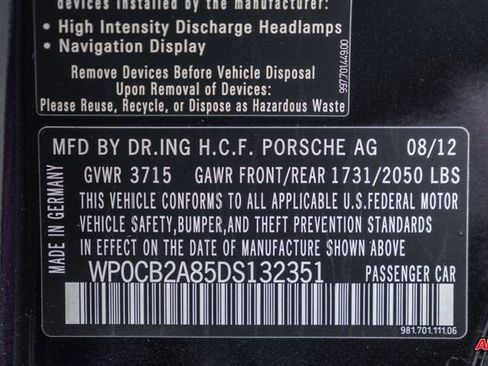 devices installed by the manufacturer:
• High Intensity Discharge Headlamps
• Navigation Display
Remove Devices Before Vehicle Disposal
Upon Removal of Devices:
Please Reuse, Recycle, or Dispose as Hazardous Waste
99770144900
MFD BY DR.ING H.C.F. PORSCHE AG 08/12
GVWR 3715 GAWR FRONT/REAR 1731/2050 LBS
THIS VEHICLE CONFORMS TO ALL APPLICABLE U.S.FEDERAL MOTOR
VEHICLE SAFETY,BUMPER,AND THEFT PREVENTION STANDARDS
IN EFFECT ON THE DATE OF MANUFACTURE SHOWN ABOVE
WP0CB2A85DS132351 PASSENGER CAR
MADE IN GERMANY
981.701.111.06